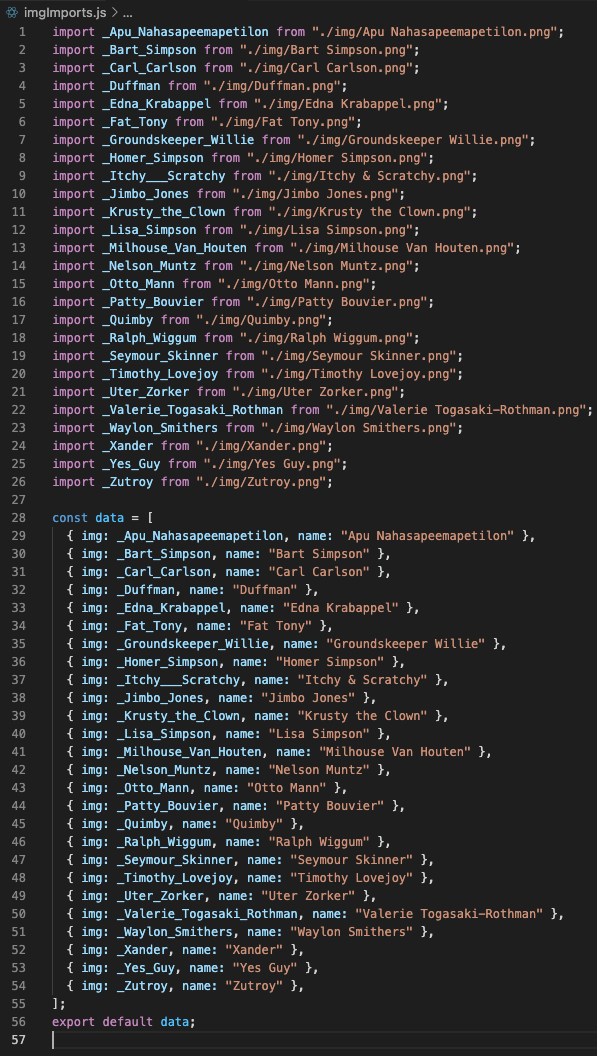 imgImports.js > ...
1 import _Apu_Nahasapeemapetilon from "./img/Apu Nahasapeemapetilon.png";
2 import _Bart_Simpson from "./img/Bart Simpson.png";
3 import _Carl_Carlson from "./img/Carl Carlson.png";
4 import _Duffman from "./img/Duffman.png";
5 import _Edna_Krabappel from "./img/Edna Krabappel.png";
6 import _Fat_Tony from "./img/Fat Tony.png";
7 import _Groundskeeper_Willie from "./img/Groundskeeper Willie.png";
8 import _Homer_Simpson from "./img/Homer Simpson.png";
9 import _Itchy___Scratchy from "./img/Itchy & Scratchy.png";
10 import _Jimbo_Jones from "./img/Jimbo Jones.png";
11 import _Krusty_the_Clown from "./img/Krusty the Clown.png";
12 import _Lisa_Simpson from "./img/Lisa Simpson.png";
13 import _Milhouse_Van_Houten from "./img/Milhouse Van Houten.png";
14 import _Nelson_Muntz from "./img/Nelson Muntz.png";
15 import _Otto_Mann from "./img/Otto Mann.png";
16 import _Patty_Bouvier from "./img/Patty Bouvier.png";
17 import _Quimby from "./img/Quimby.png";
18 import _Ralph_Wiggum from "./img/Ralph Wiggum.png";
19 import _Seymour_Skinner from "./img/Seymour Skinner.png";
20 import _Timothy_Lovejoy from "./img/Timothy Lovejoy.png";
21 import _Uter_Zorker from "./img/Uter Zorker.png";
22 import _Valerie_Togasaki_Rothman from "./img/Valerie Togasaki-Rothman.png";
23 import _Waylon_Smithers from "./img/Waylon Smithers.png";
24 import _Xander from "./img/Xander.png";
25 import _Yes_Guy from "./img/Yes Guy.png";
26 import _Zutroy from "./img/Zutroy.png";
27
28 const data = [
29 { img: _Apu_Nahasapeemapetilon, name: "Apu Nahasapeemapetilon" },
30 { img: _Bart_Simpson, name: "Bart Simpson" },
31 { img: _Carl_Carlson, name: "Carl Carlson" },
32 { img: _Duffman, name: "Duffman" },
33 { img: _Edna_Krabappel, name: "Edna Krabappel" },
34 { img: _Fat_Tony, name: "Fat Tony" },
35 { img: _Groundskeeper_Willie, name: "Groundskeeper Willie" },
36 { img: _Homer_Simpson, name: "Homer Simpson" },
37 { img: _Itchy___Scratchy, name: "Itchy & Scratchy" },
38 { img: _Jimbo_Jones, name: "Jimbo Jones" },
39 { img: _Krusty_the_Clown, name: "Krusty the Clown" },
40 { img: _Lisa_Simpson, name: "Lisa Simpson" },
41 { img: _Milhouse_Van_Houten, name: "Milhouse Van Houten" },
42 { img: _Nelson_Muntz, name: "Nelson Muntz" },
43 { img: _Otto_Mann, name: "Otto Mann" },
44 { img: _Patty_Bouvier, name: "Patty Bouvier" },
45 { img: _Quimby, name: "Quimby" },
46 { img: _Ralph_Wiggum, name: "Ralph Wiggum" },
47 { img: _Seymour_Skinner, name: "Seymour Skinner" },
48 { img: _Timothy_Lovejoy, name: "Timothy Lovejoy" },
49 { img: _Uter_Zorker, name: "Uter Zorker" },
50 { img: _Valerie_Togasaki_Rothman, name: "Valerie Togasaki-Rothman" },
51 { img: _Waylon_Smithers, name: "Waylon Smithers" },
52 { img: _Xander, name: "Xander" },
53 { img: _Yes_Guy, name: "Yes Guy" },
54 { img: _Zutroy, name: "Zutroy" },
55 ];
56 export default data;
57